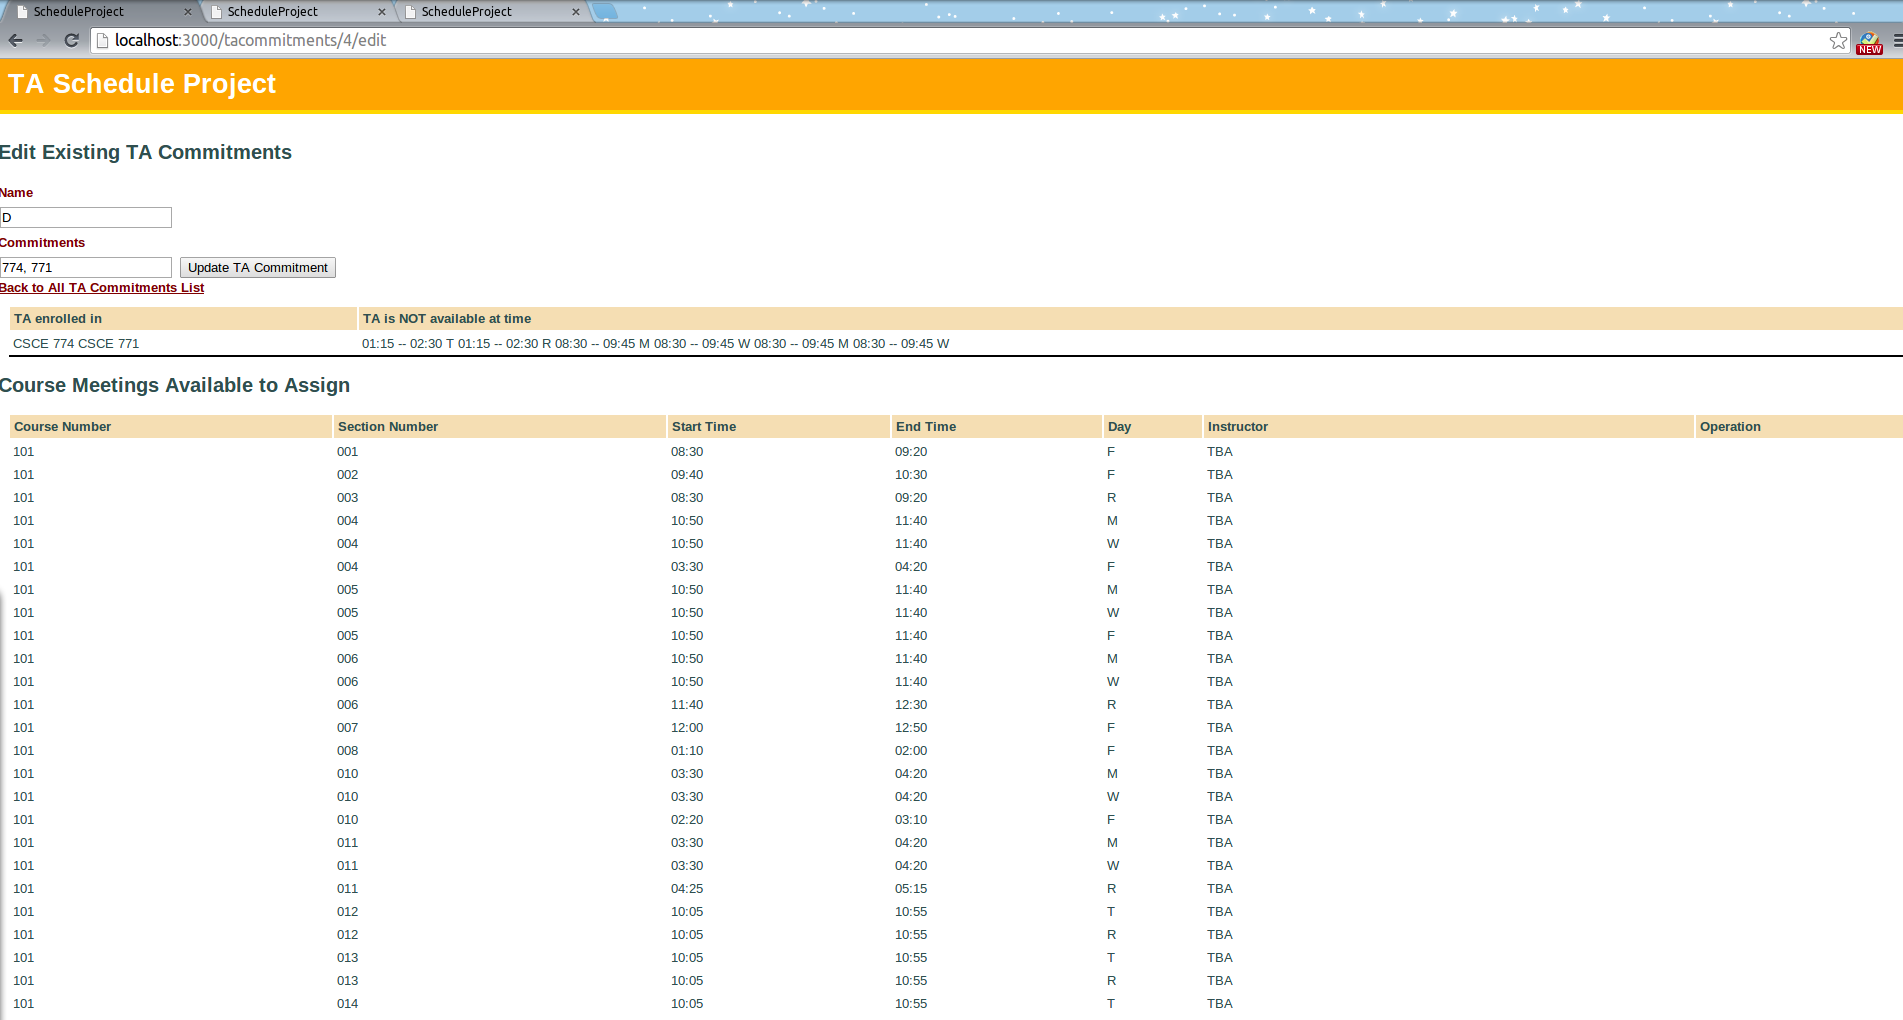 ScheduleProject ScheduleProject ScheduleProject
localhost:3000/tacommitments/4/edit NEW
TA Schedule Project
Edit Existing TA Commitments
Name
D
Commitments
774, 771 Update TA Commitment
Back to All TA Commitments List
TA enrolled in TA is NOT available at time
CSCE 774 CSCE 771 01:15 -- 02:30 T 01:15 -- 02:30 R 08:30 -- 09:45 M 08:30 -- 09:45 W 08:30 -- 09:45 M 08:30 -- 09:45 W
Course Meetings Available to Assign
Course Number Section Number Start Time End Time Day Instructor Operation
101 001 08:30 09:20 F TBA
101 002 09:40 10:30 F TBA
101 003 08:30 09:20 R TBA
101 004 10:50 11:40 M TBA
101 004 10:50 11:40 W TBA
101 004 03:30 04:20 F TBA
101 005 10:50 11:40 M TBA
101 005 10:50 11:40 W TBA
101 005 10:50 11:40 F TBA
101 006 10:50 11:40 M TBA
101 006 10:50 11:40 W TBA
101 006 11:40 12:30 R TBA
101 007 12:00 12:50 F TBA
101 008 01:10 02:00 F TBA
101 010 03:30 04:20 M TBA
101 010 03:30 04:20 W TBA
101 010 02:20 03:10 F TBA
101 011 03:30 04:20 M TBA
101 011 03:30 04:20 W TBA
101 011 04:25 05:15 R TBA
101 012 10:05 10:55 T TBA
101 012 10:05 10:55 R TBA
101 013 10:05 10:55 T TBA
101 013 10:05 10:55 R TBA
101 014 10:05 10:55 T TBA